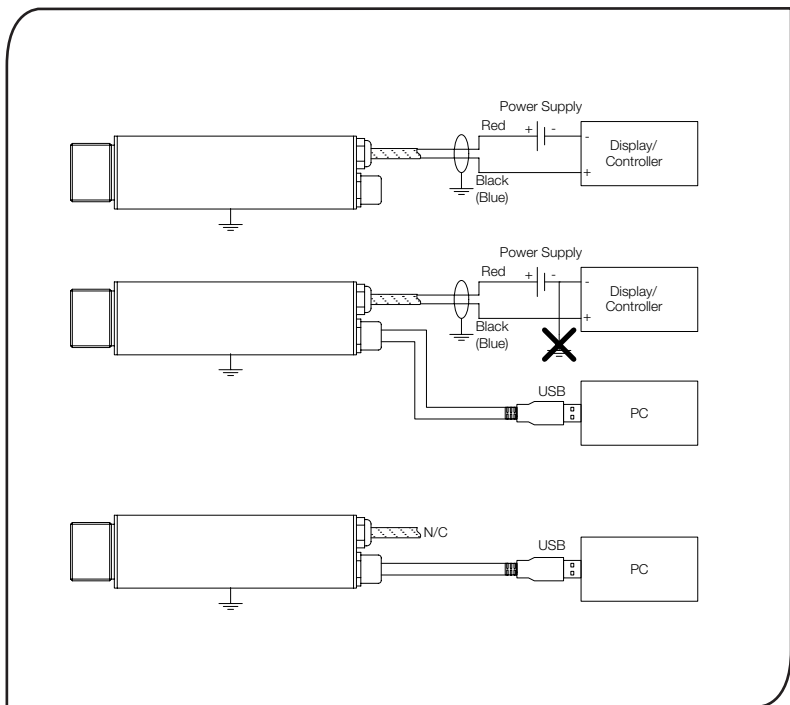 Power Supply
Red
+
-
-
Display/
Controller
Black
(Blue)
+
Power Supply
Red
+
-
-
Display/
Controller
Black
(Blue)
+
USB
PC
N/C
USB
PC